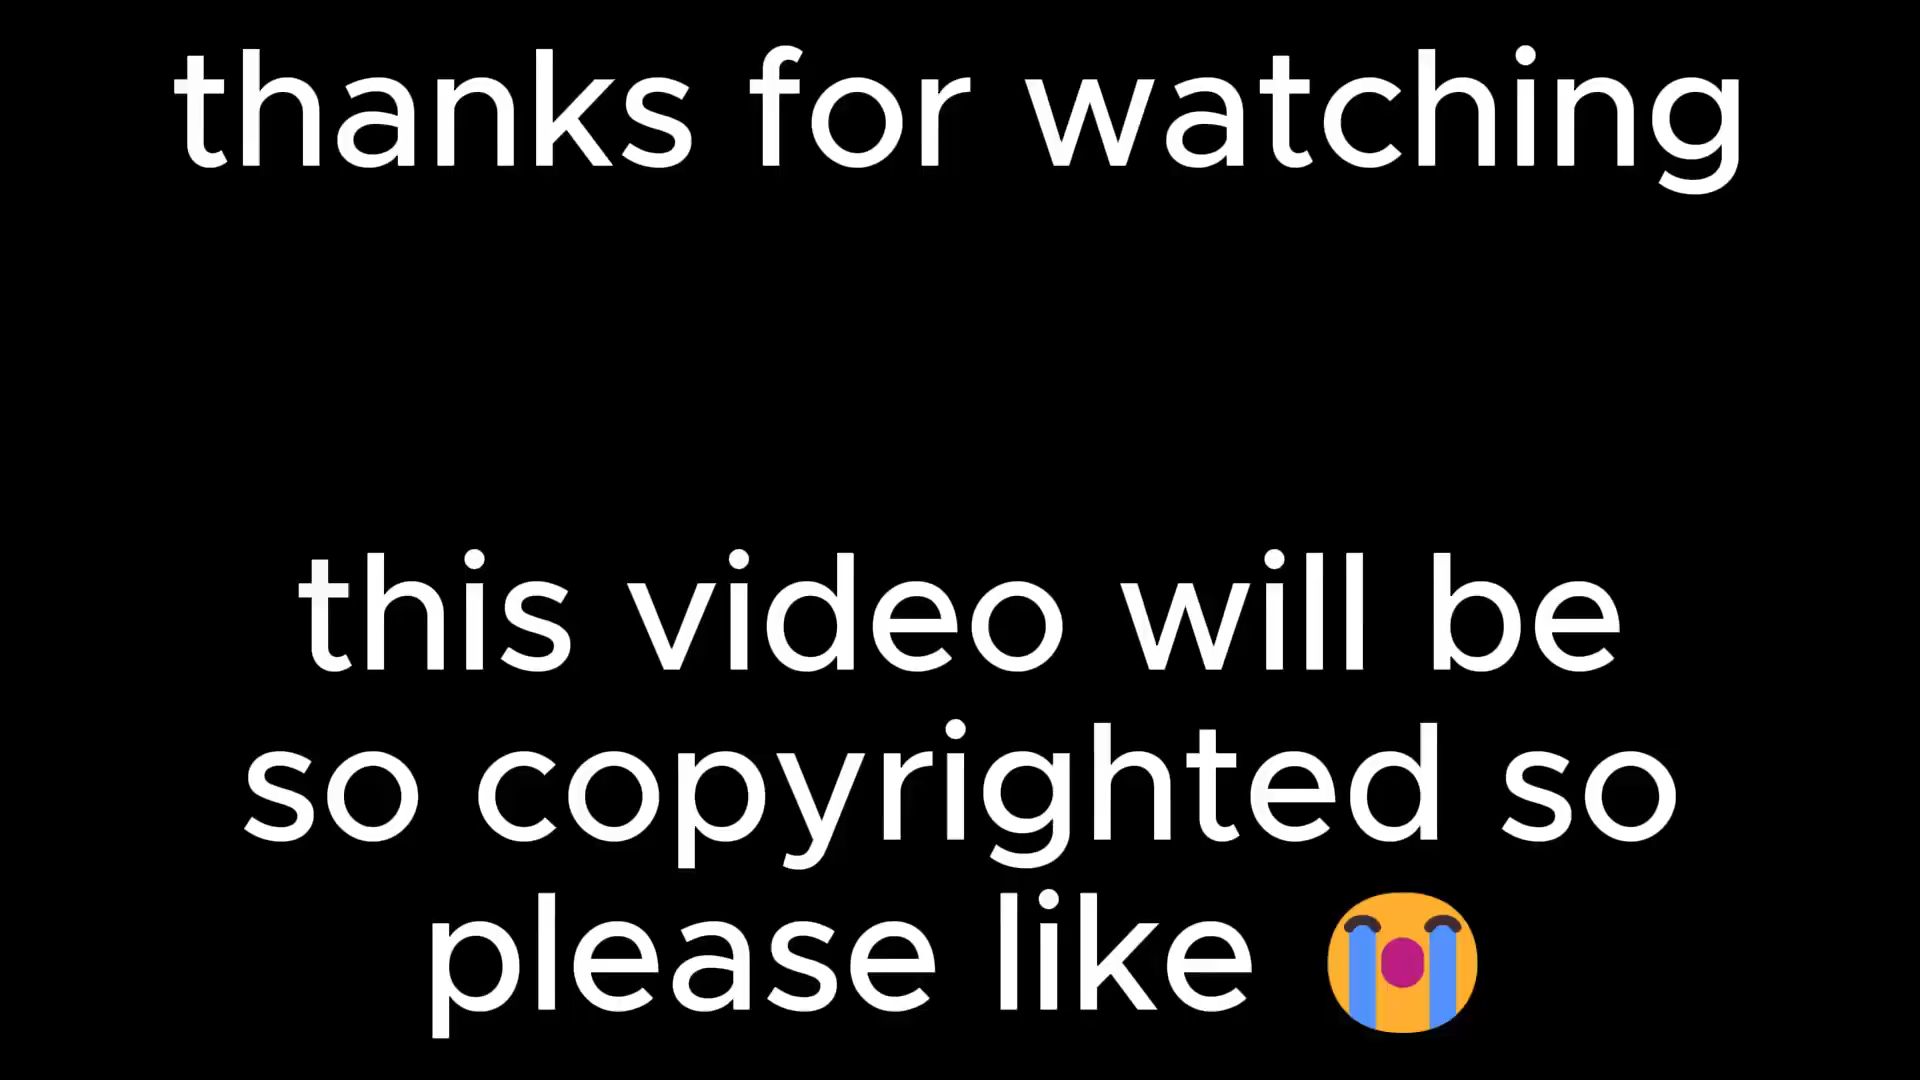 thanks for watching
this video will be
so copyrighted so
please like 😭